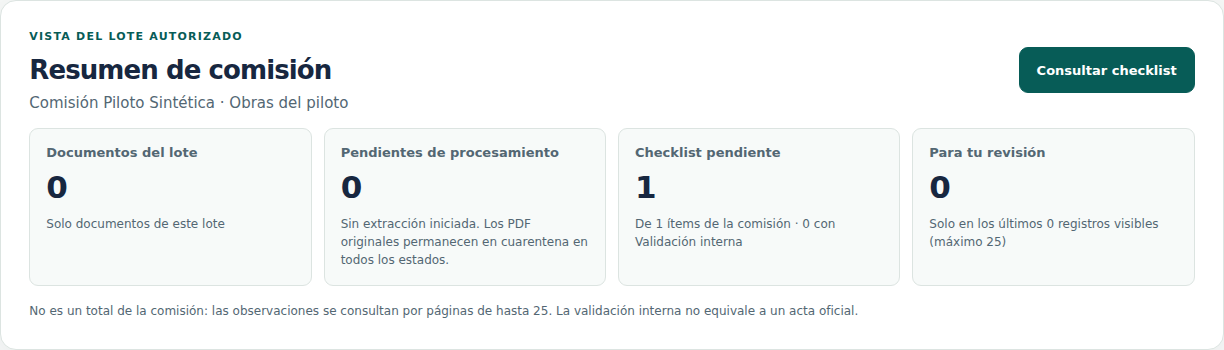 VISTA DEL LOTE AUTORIZADO
Resumen de comisión
Comisión Piloto Sintética · Obras del piloto
Consultar checklist
Documentos del lote
0
Solo documentos de este lote
Pendientes de procesamiento
0
Sin extracción iniciada. Los PDF
originales permanecen en cuarentena en
todos los estados.
Checklist pendiente
1
De 1 ítems de la comisión · 0 con
Validación interna
Para tu revisión
0
Solo en los últimos 0 registros visibles
(máximo 25)
No es un total de la comisión: las observaciones se consultan por páginas de hasta 25. La validación interna no equivale a un acta oficial.